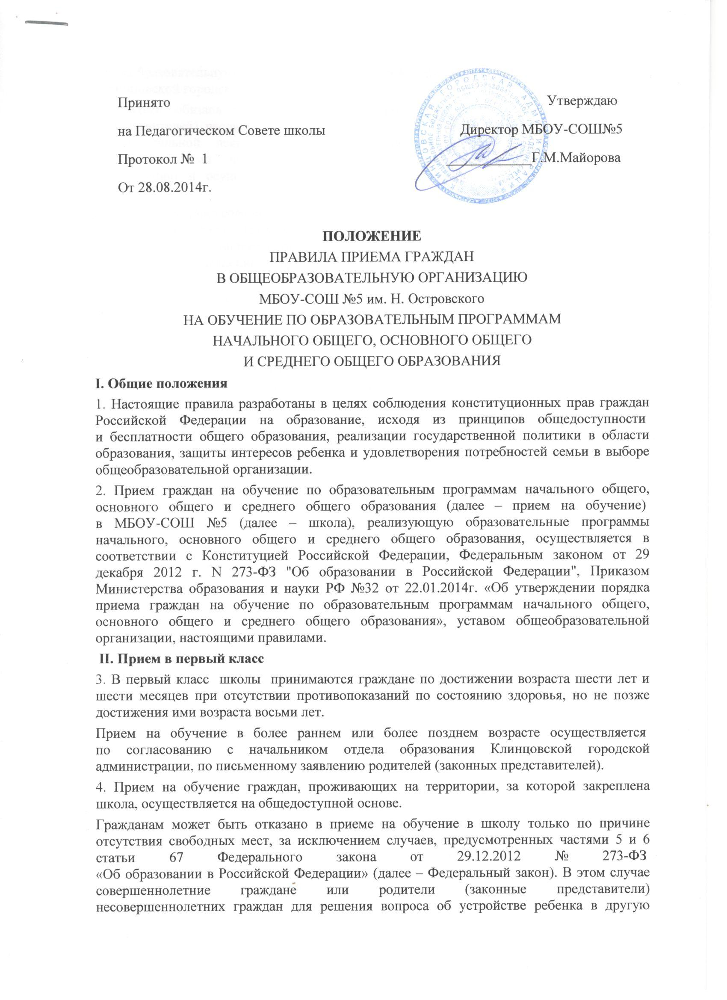 Принято
Утверждаю
на Педагогическом Совете школы
Директор МБОУ-СОШ№5
Протокол № 1
____________Г.М.Майорова
От 28.08.2014г.
ПОЛОЖЕНИЕ
ПРАВИЛА ПРИЕМА ГРАЖДАН
В ОБЩЕОБРАЗОВАТЕЛЬНУЮ ОРГАНИЗАЦИЮ
МБОУ-СОШ №5 им. Н. Островского
НА ОБУЧЕНИЕ ПО ОБРАЗОВАТЕЛЬНЫМ ПРОГРАММАМ
НАЧАЛЬНОГО ОБЩЕГО, ОСНОВНОГО ОБЩЕГО
И СРЕДНЕГО ОБЩЕГО ОБРАЗОВАНИЯ
I. Общие положения
1. Настоящие правила разработаны в целях соблюдения конституционных прав граждан
Российской Федерации на образование, исходя из принципов общедоступности
и бесплатности общего образования, реализации государственной политики в области
образования, защиты интересов ребенка и удовлетворения потребностей семьи в выборе
общеобразовательной организации.
2. Прием граждан на обучение по образовательным программам начального общего,
основного общего и среднего общего образования (далее – прием на обучение)
в МБОУ-СОШ №5 (далее – школа), реализующую образовательные программы
начального, основного общего и среднего общего образования, осуществляется в
соответствии с Конституцией Российской Федерации, Федеральным законом от 29
декабря 2012 г. N 273-ФЗ "Об образовании в Российской Федерации", Приказом
Министерства образования и науки РФ №32 от 22.01.2014г. «Об утверждении порядка
приема граждан на обучение по образовательным программам начального общего,
основного общего и среднего общего образования», уставом общеобразовательной
организации, настоящими правилами.
II. Прием в первый класс
3. В первый класс школы принимаются граждане по достижении возраста шести лет и
шести месяцев при отсутствии противопоказаний по состоянию здоровья, но не позже
достижения ими возраста восьми лет.
Прием на обучение в более раннем или более позднем возрасте осуществляется
по согласованию с начальником отдела образования Клинцовской городской
администрации, по письменному заявлению родителей (законных представителей).
4. Прием на обучение граждан, проживающих на территории, за которой закреплена
школа, осуществляется на общедоступной основе.
Гражданам может быть отказано в приеме на обучение в школу только по причине
отсутствия свободных мест, за исключением случаев, предусмотренных частями 5 и 6
статьи 67 Федерального закона от 29.12.2012 № 273-ФЗ
«Об образовании в Российской Федерации» (далее – Федеральный закон). В этом случае
совершеннолетние граждане или родители (законные представители)
несовершеннолетних граждан для решения вопроса об устройстве ребенка в другую